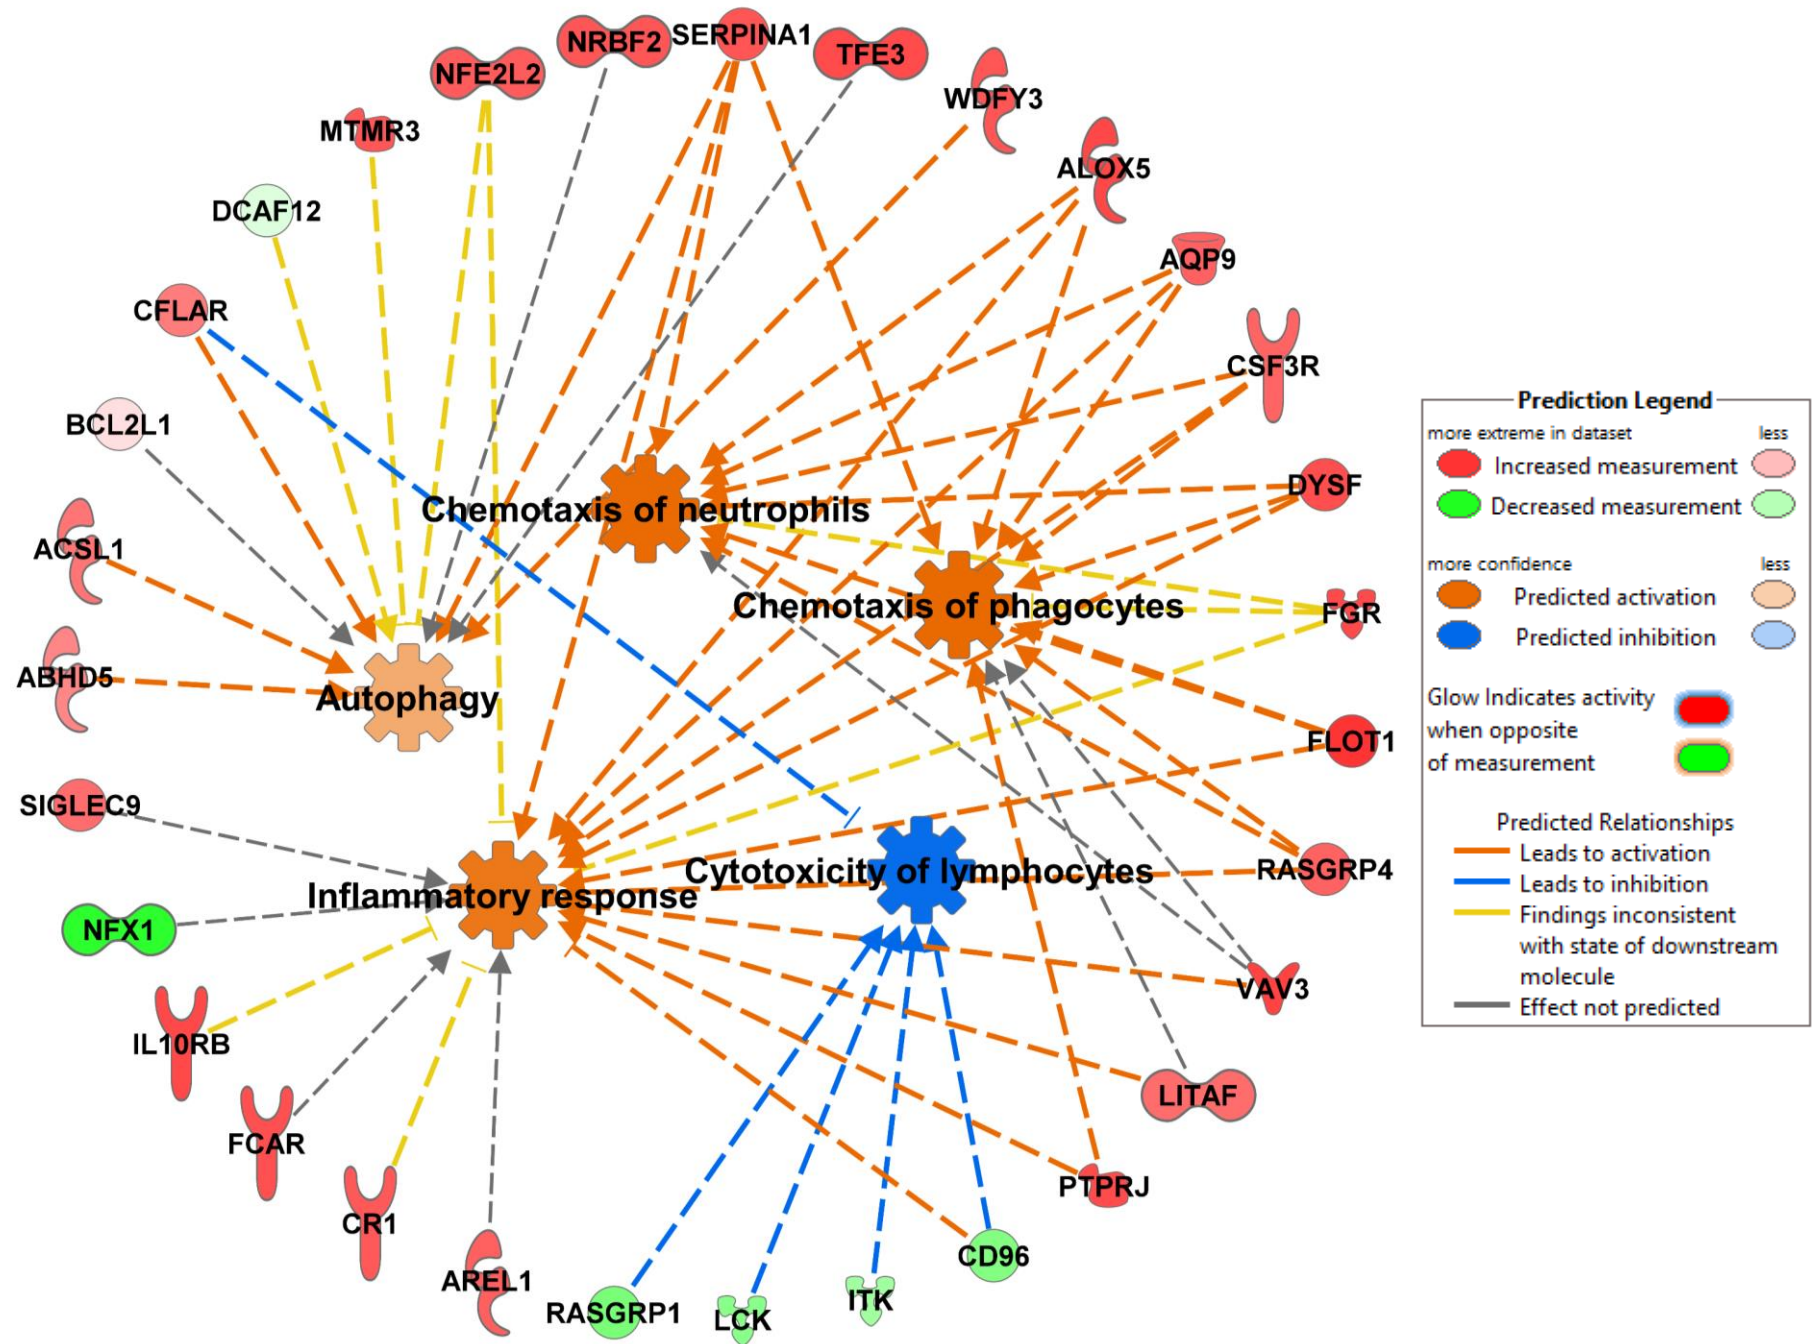 NRBF2
SERPINA1
TFE3
NFE2L2
WDFY3
MTMR3
ALOX5
DCAF12
AQP9
CFLAR
CSF3R
BCL2L1
DYSF
Chemotaxis of neutrophils
ACSL1
Chemotaxis of phagocytes
FGR
ABHD5
Autophagy
FLOT1
SIGLEC9
Cytotoxicity of lymphocytes
RASGRP4
Inflammatory response
NFX1
VAV3
IL10RB
LITAF
FCAR
PTPRJ
CR1
CD96
AREL1
ITK
RASGRP1
LCK
Prediction Legend
more extreme in dataset less
Increased measurement
Decreased measurement
more confidence less
Predicted activation
Predicted inhibition
Glow Indicates activity
when opposite
of measurement
Predicted Relationships
Leads to activation
Leads to inhibition
Findings inconsistent
with state of downstream
molecule
Effect not predicted